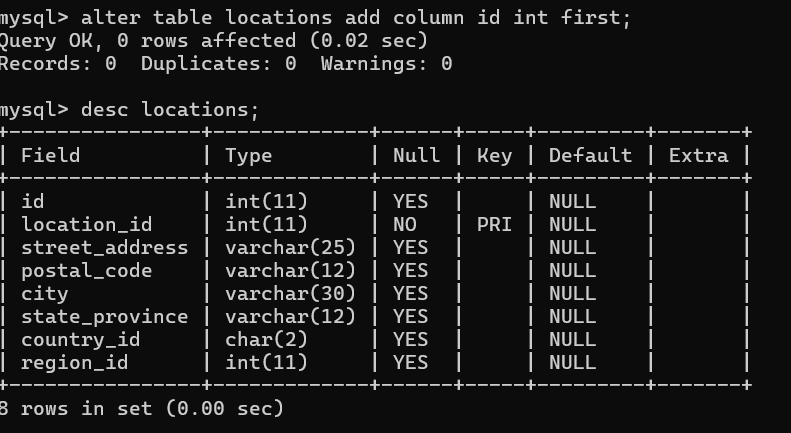 mysql> alter table locations add column id int first;
Query OK, 0 rows affected (0.02 sec)
Records: 0  Duplicates: 0  Warnings: 0
mysql> desc locations;
+----------------+-------------+------+-----+---------+-------+
| Field          | Type        | Null | Key | Default | Extra |
+----------------+-------------+------+-----+---------+-------+
| id             | int(11)     | YES  |     | NULL    |       |
| location_id    | int(11)     | NO   | PRI | NULL    |       |
| street_address | varchar(25) | YES  |     | NULL    |       |
| postal_code    | varchar(12) | YES  |     | NULL    |       |
| city           | varchar(30) | YES  |     | NULL    |       |
| state_province | varchar(12) | YES  |     | NULL    |       |
| country_id     | char(2)     | YES  |     | NULL    |       |
| region_id      | int(11)     | YES  |     | NULL    |       |
+----------------+-------------+------+-----+---------+-------+
8 rows in set (0.00 sec)